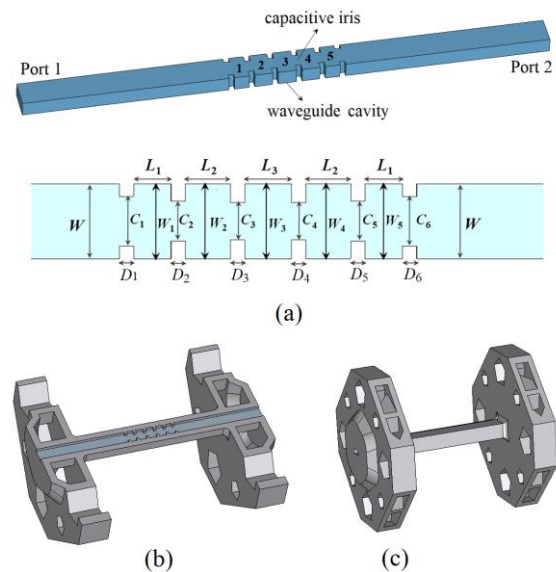 capacitive iris
Port 1
1 2 3 4 5
Port 2
waveguide cavity
L₁ L₂ L₃ L₂ L₁
W C₁ W₁ C₂ W₂ C₃ W₃ C₄ W₄ C₅ W₅ C₆ W
D₁ D₂ D₃ D₄ D₅ D₆
(a)
(b) (c)